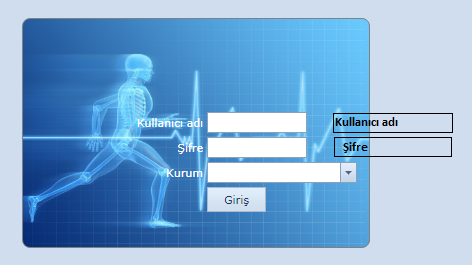 Kullanıcı adı Kullanıcı adı
Şifre Şifre
Kurum
Giriş